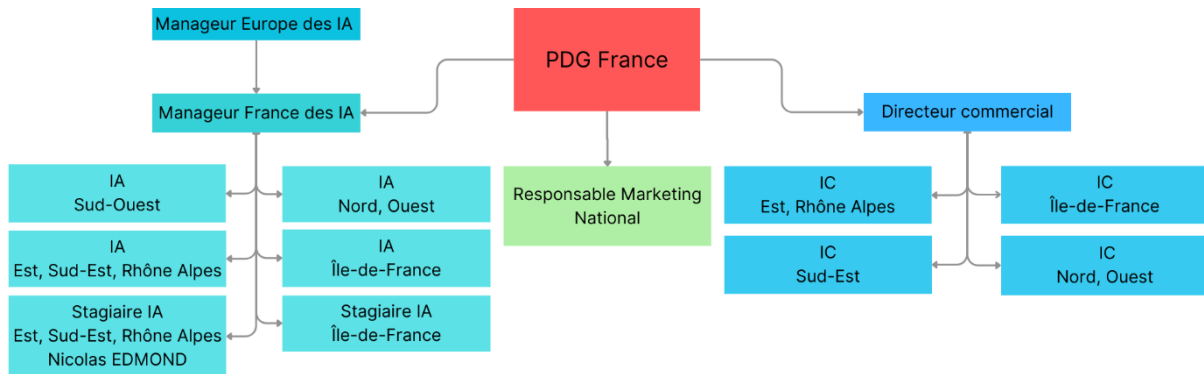 Manageur Europe des IA
PDG France
Manageur France des IA
Directeur commercial
IA
Sud-Ouest
IA
Nord, Ouest
IA
Est, Sud-Est, Rhône Alpes
IA
Île-de-France
Stagiaire IA
Est, Sud-Est, Rhône Alpes
Nicolas EDMOND
Stagiaire IA
Île-de-France
Responsable Marketing
National
IC
Est, Rhône Alpes
IC
Île-de-France
IC
Sud-Est
IC
Nord, Ouest